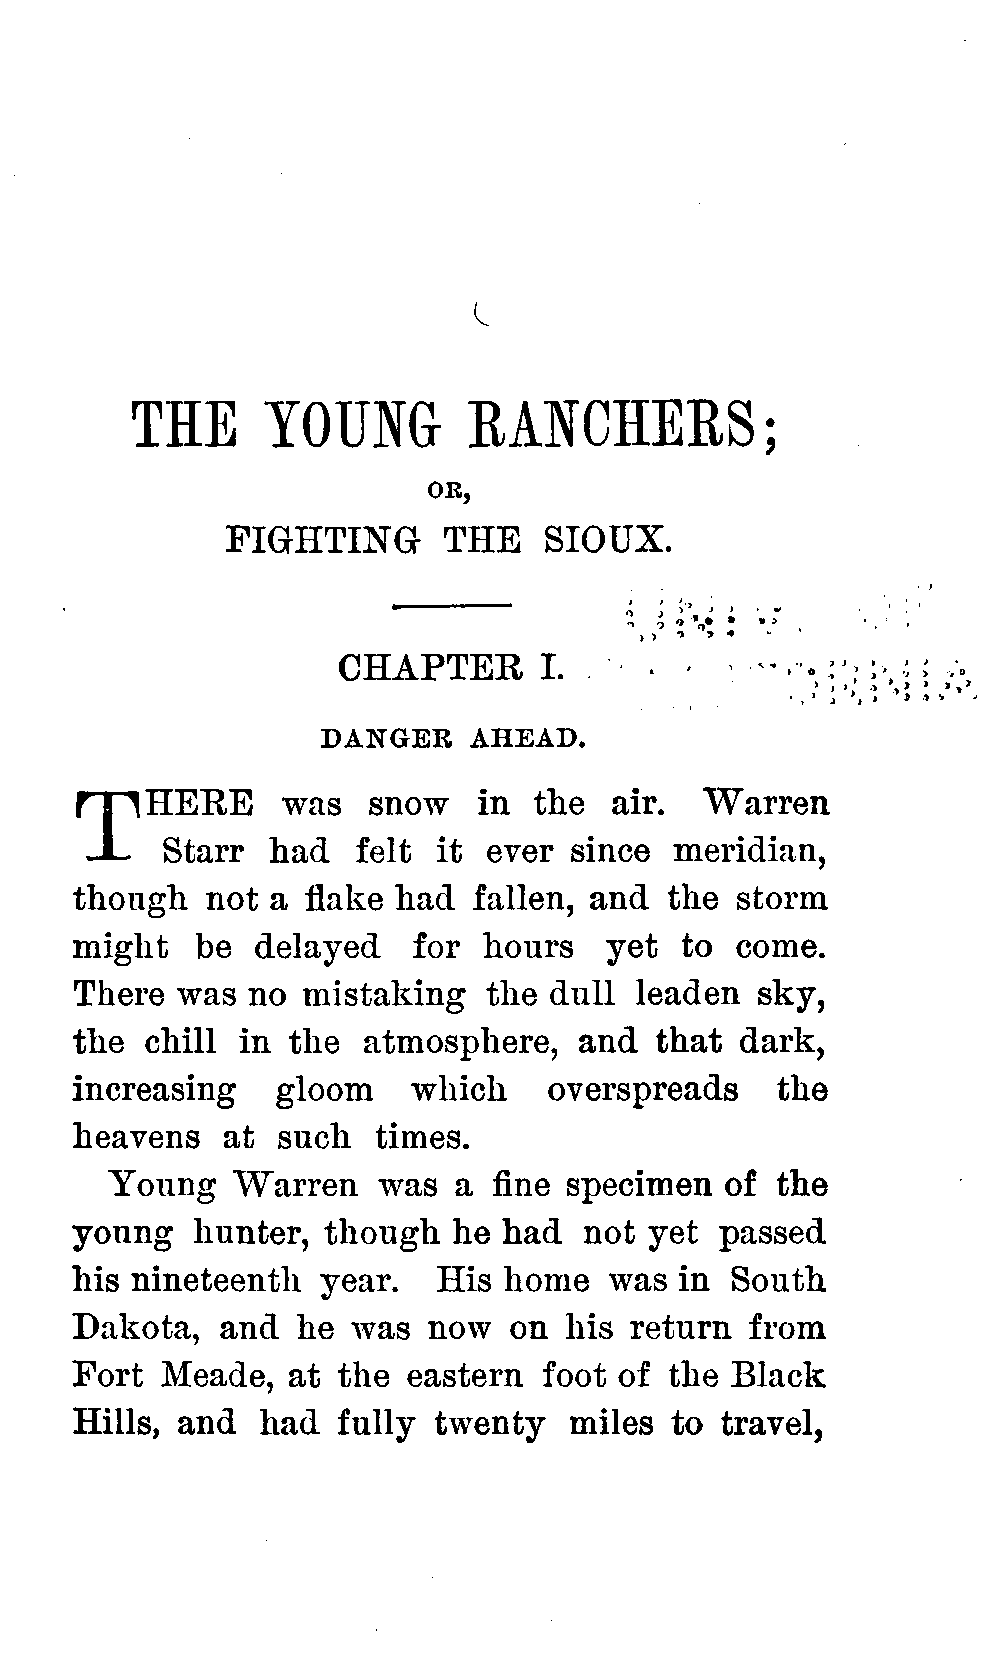 THE YOUNG RANCHERS;
OR,
FIGHTING THE SIOUX.
UNIV. OF
CHAPTER I.
DANGER AHEAD.
THERE was snow in the air. Warren
Starr had felt it ever since meridian,
though not a flake had fallen, and the storm
might be delayed for hours yet to come.
There was no mistaking the dull leaden sky,
the chill in the atmosphere, and that dark,
increasing gloom which overspreads the
heavens at such times.
Young Warren was a fine specimen of the
young hunter, though he had not yet passed
his nineteenth year. His home was in South
Dakota, and he was now on his return from
Fort Meade, at the eastern foot of the Black
Hills, and had fully twenty miles to travel,